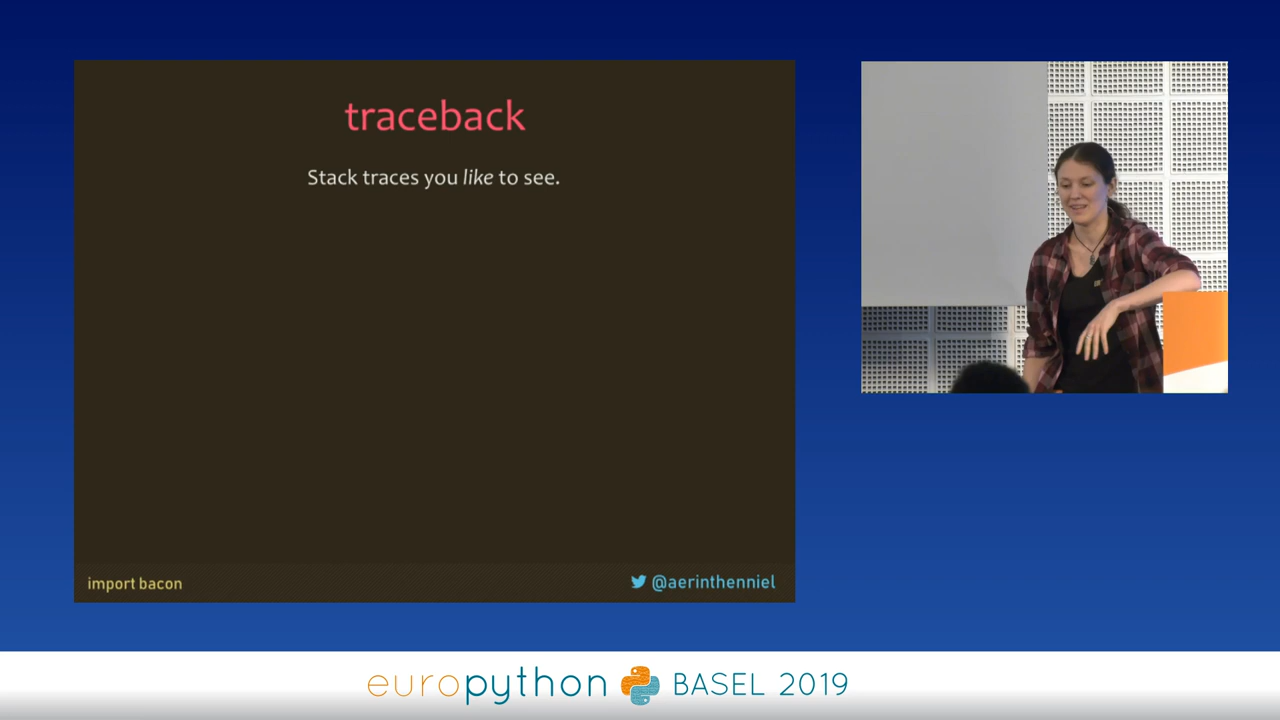 traceback
Stack traces you like to see.
import bacon
@aerinthenniel
europython BASEL 2019